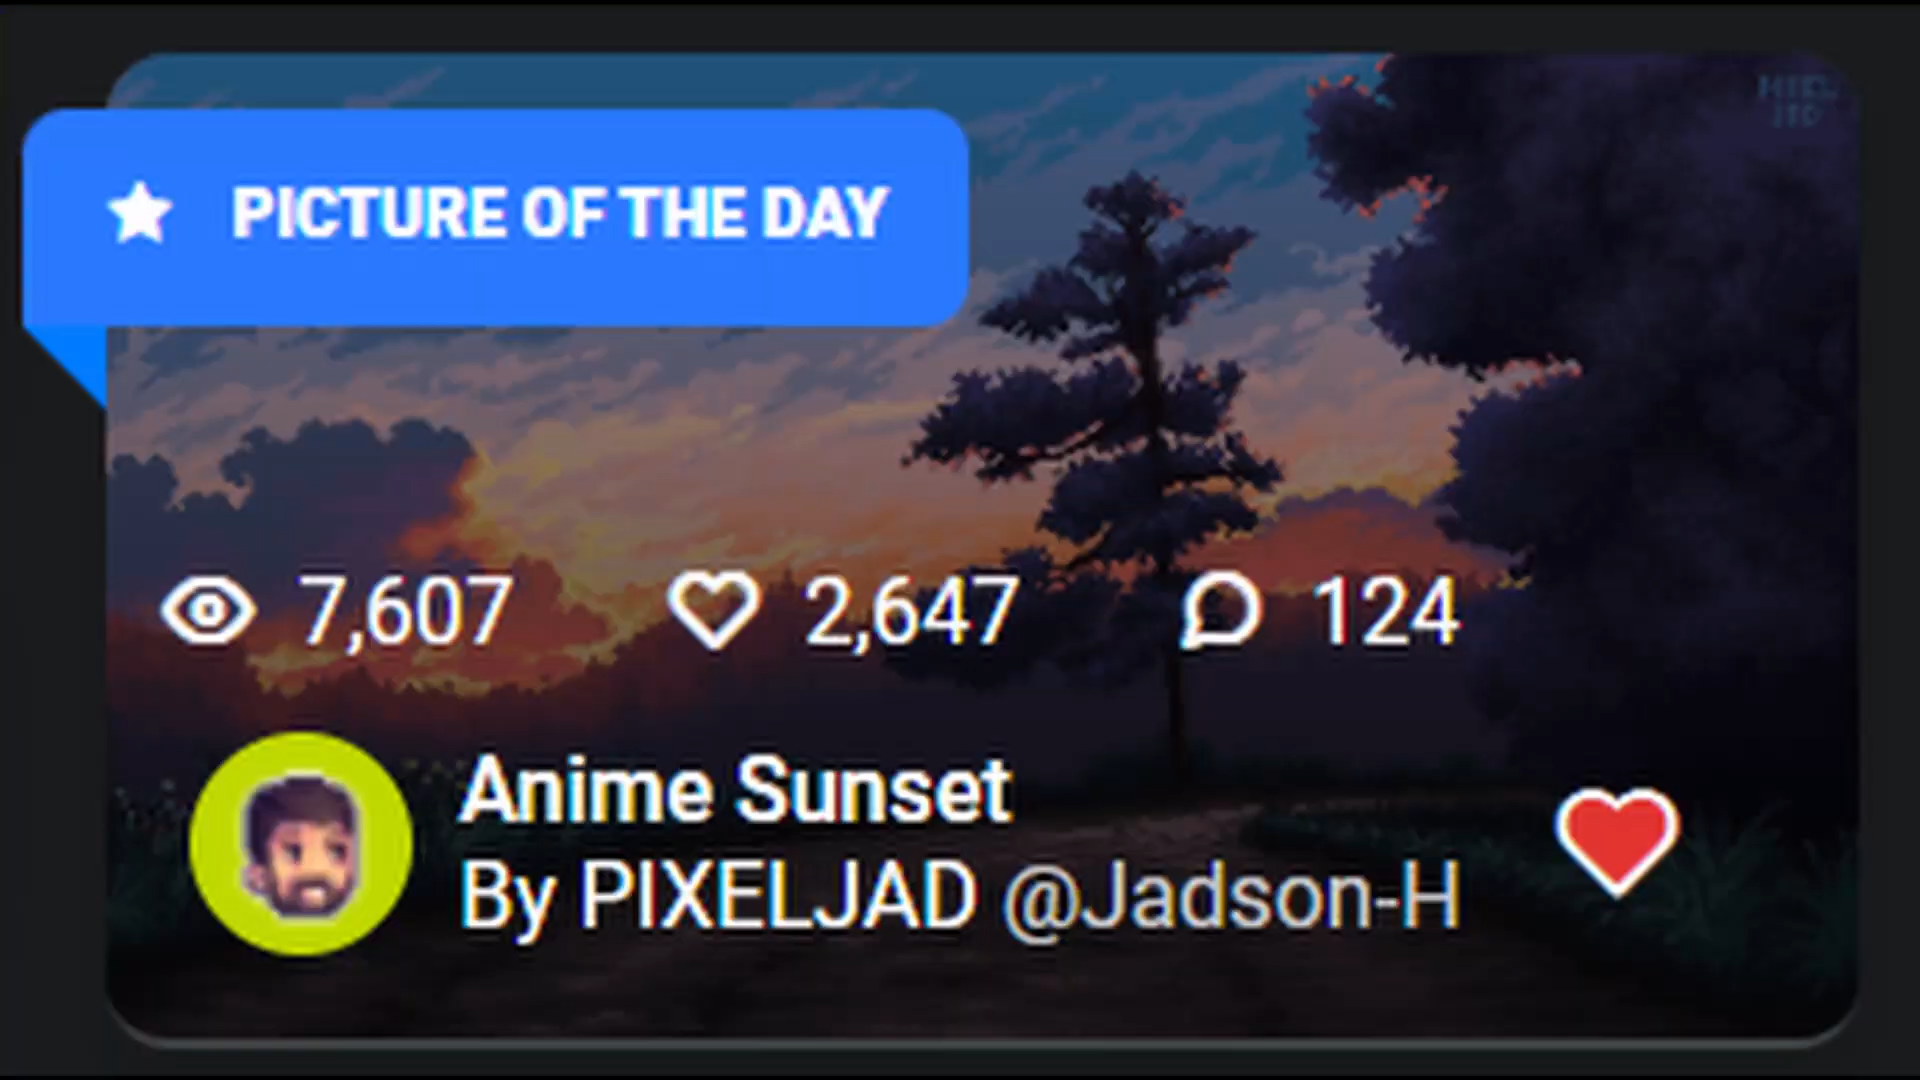 PICTURE OF THE DAY
7,607 2,647 124
Anime Sunset
By PIXELJAD @Jadson-H